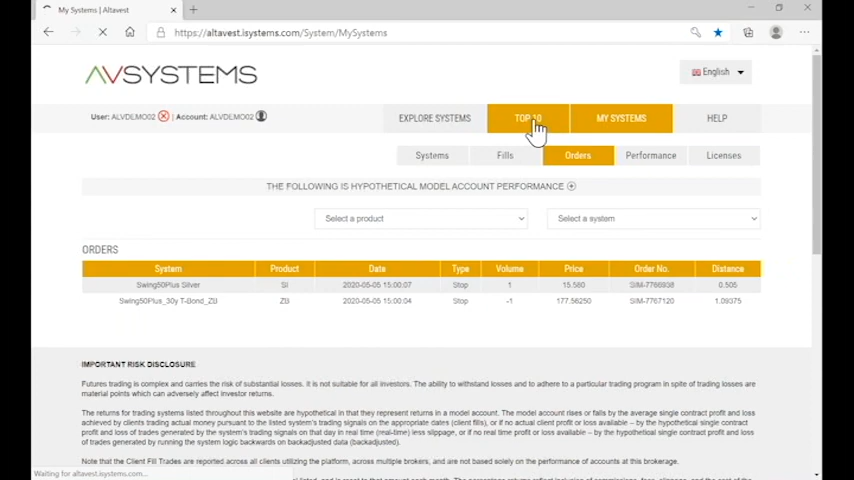 My Systems | Altavest
https://altavest.isystems.com/System/MySystems
AVSYSTEMS
English
User: ALVDEMO02 | Account: ALVDEMO02
EXPLORE SYSTEMS TOP 10 MY SYSTEMS HELP
Systems Fills Orders Performance Licenses
THE FOLLOWING IS HYPOTHETICAL MODEL ACCOUNT PERFORMANCE
Select a product Select a system
ORDERS
System Product Date Type Volume Price Order No. Distance
Swing50Plus Silver SI 2020-05-05 15:00:07 Stop 1 15.560 SIM-7766938 0.505
Swing50Plus_30y T-Bond_ZB ZB 2020-05-05 15:00:04 Stop -1 177.56250 SIM-7767120 1.09375
IMPORTANT RISK DISCLOSURE
Futures trading is complex and carries the risk of substantial losses. It is not suitable for all investors. The ability to withstand losses and to adhere to a particular trading program in spite of trading losses are
material points which can adversely affect investor returns.
The returns for trading systems listed throughout this website are hypothetical in that they represent returns in a model account. The model account rises or falls by the average single contract profit and loss
achieved by clients trading actual money pursuant to the listed system's trading signals on the appropriate dates (client fills), or if no actual client profit or loss available – by the hypothetical single contract
profit and loss of trades generated by the system's trading signals on that day in real time (real-time) less slippage, or if no real time profit or loss available – by the hypothetical single contract profit and loss
of trades generated by running the system logic backwards on backadjusted data (backadjusted).
Note that the Client Fill Trades are reported across all clients utilizing the platform, across multiple brokers, and are not based solely on the performance of accounts at this brokerage.
Waiting for altavest.isystems.com...